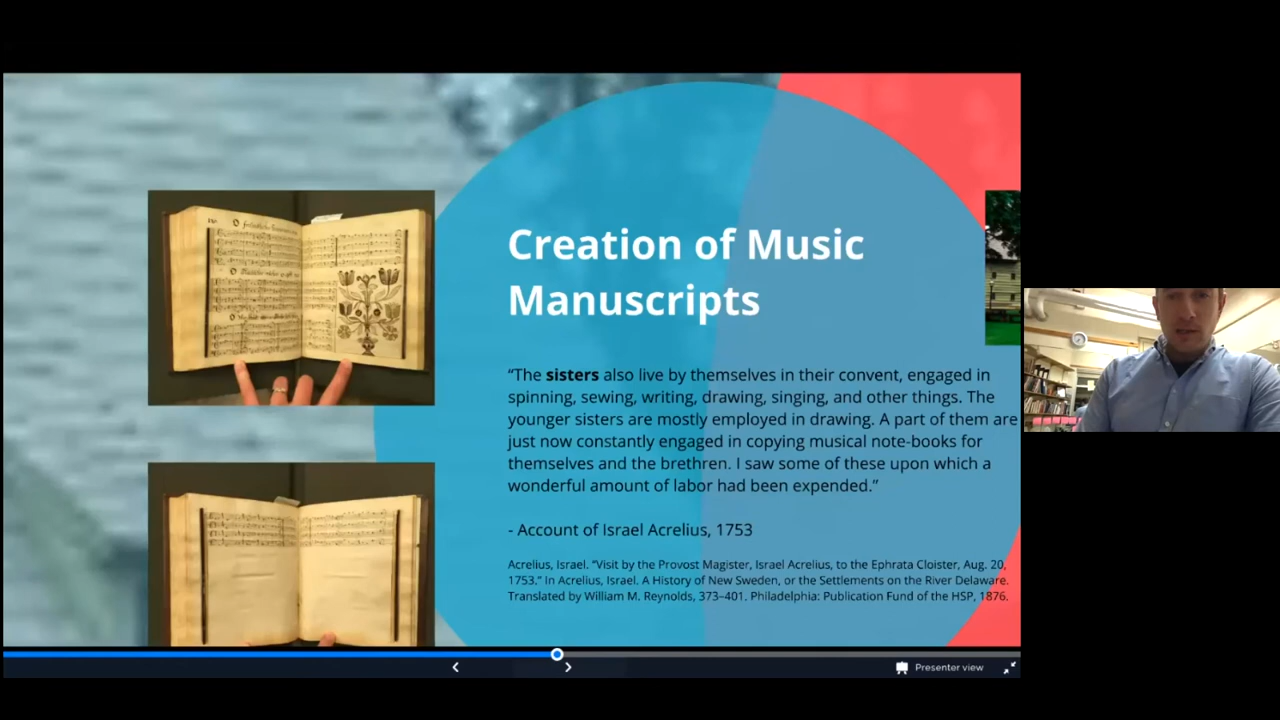 Creation of Music
Manuscripts
“The sisters also live by themselves in their convent, engaged in
spinning, sewing, writing, drawing, singing, and other things. The
younger sisters are mostly employed in drawing. A part of them are
just now constantly engaged in copying musical note-books for
themselves and the brethren. I saw some of these upon which a
wonderful amount of labor had been expended.”
- Account of Israel Acrelius, 1753
Acrelius, Israel. “Visit by the Provost Magister, Israel Acrelius, to the Ephrata Cloister, Aug. 20,
1753.” In Acrelius, Israel. A History of New Sweden, or the Settlements on the River Delaware.
Translated by William M. Reynolds, 373–401. Philadelphia: Publication Fund of the HSP, 1876.
Presenter view